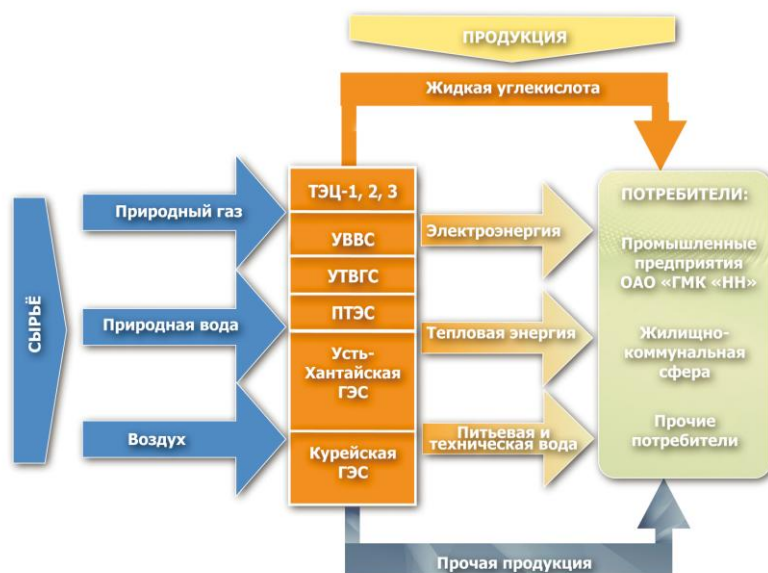 ПРОДУКЦИЯ
Жидкая углекислота
СЫРЬЁ
Природный газ
Природная вода
Воздух
ТЭЦ-1, 2, 3
УВВС
УТВГС
ПТЭС
Усть-
Хантайская
ГЭС
Курейская
ГЭС
Электроэнергия
Тепловая энергия
Питьевая и
техническая вода
ПОТРЕБИТЕЛИ:
Промышленные
предприятия
ОАО «ГМК «НН»
Жилищно-
коммунальная
сфера
Прочие
потребители
Прочая продукция